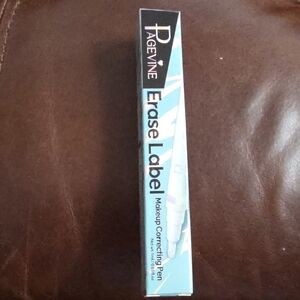 PAGEVINE
Erase Label
Makeup Correcting Pen